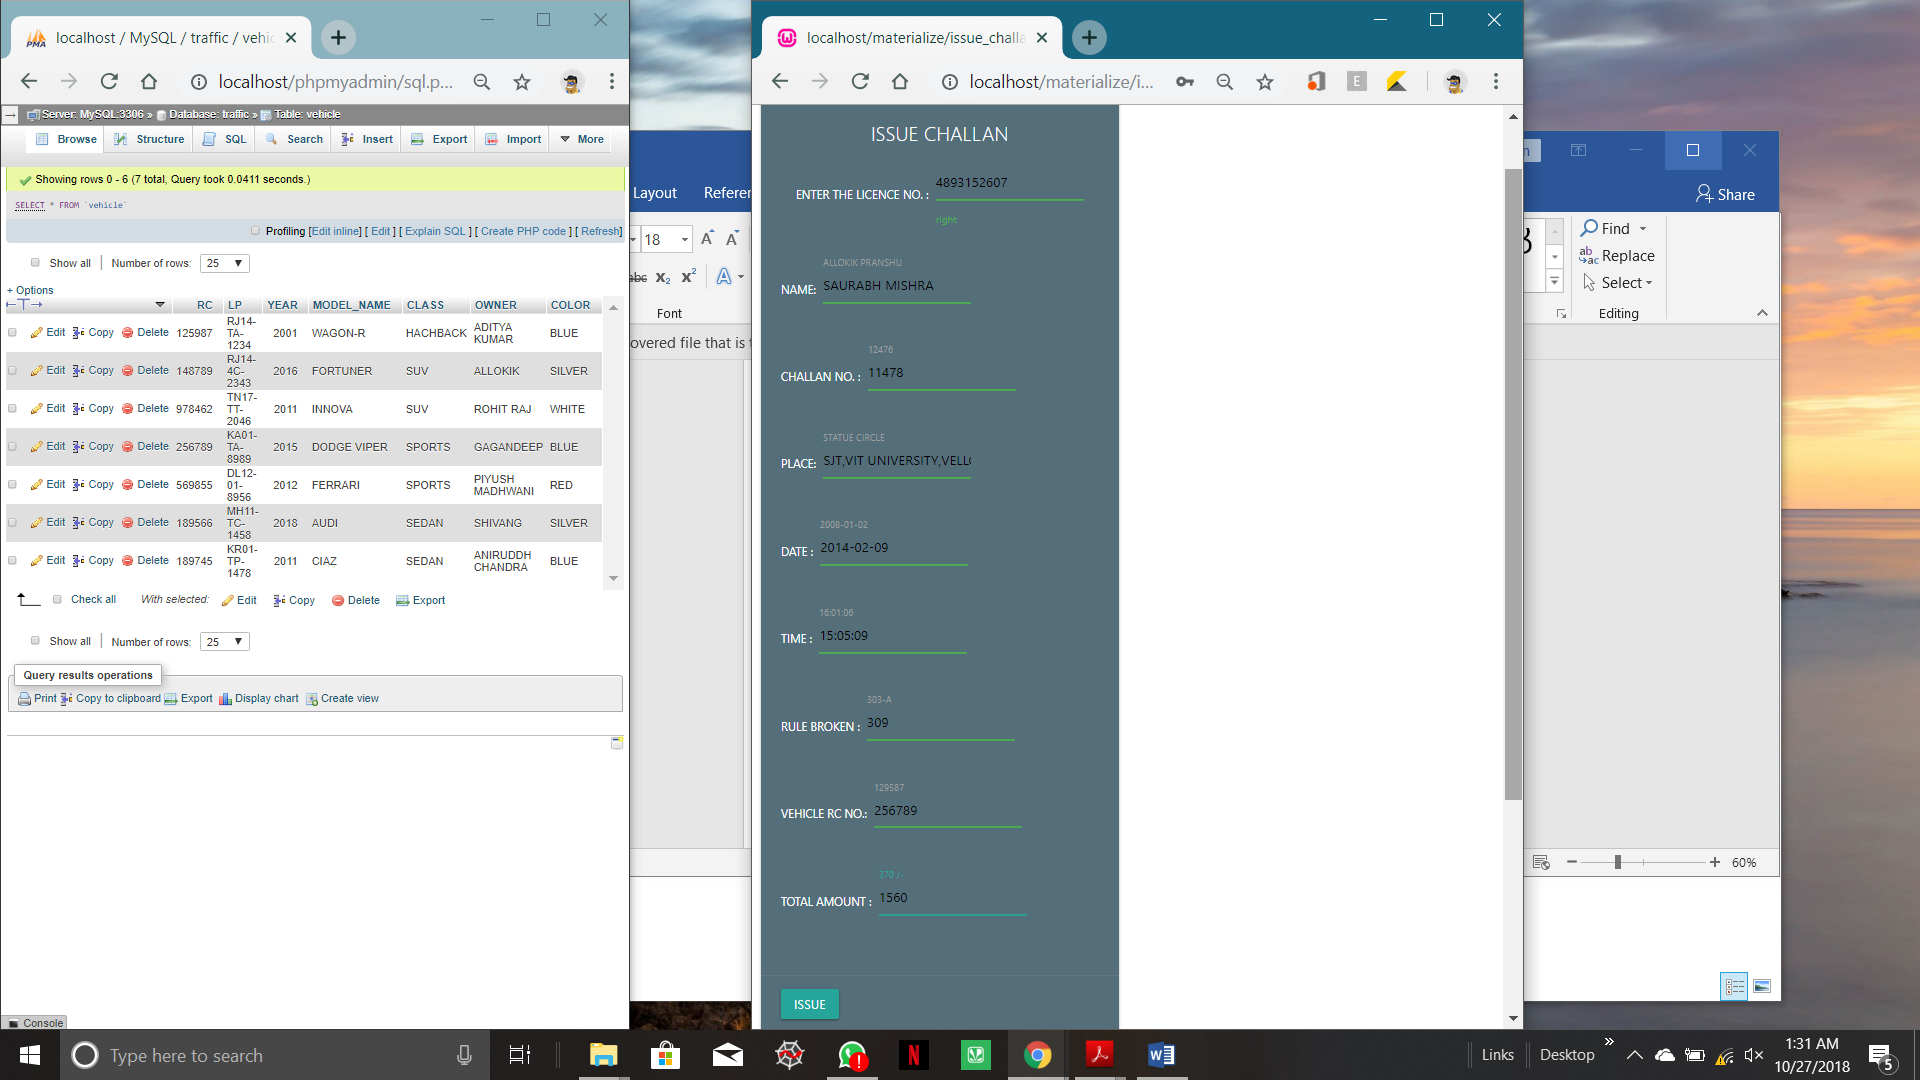 localhost / MySQL / traffic / vehic
localhost/phpmyadmin/sql.p...
Server: MySQL:3306 » Database: traffic » Table: vehicle
Browse Structure SQL Search Insert Export Import More
Showing rows 0 - 6 (7 total, Query took 0.0411 seconds.)
SELECT * FROM `vehicle`
Profiling [Edit inline] [ Edit ] [ Explain SQL ] [ Create PHP code ] [ Refresh]
Show all Number of rows: 25
+ Options
RC LP YEAR MODEL_NAME CLASS OWNER COLOR
Edit Copy Delete 125987 RJ14-TA-1234 2001 WAGON-R HACHBACK ADITYA KUMAR BLUE
Edit Copy Delete 148789 RJ14-4C-2343 2016 FORTUNER SUV ALLOKIK SILVER
Edit Copy Delete 978462 TN17-TT-2046 2011 INNOVA SUV ROHIT RAJ WHITE
Edit Copy Delete 256789 KA01-TA-8989 2015 DODGE VIPER SPORTS GAGANDEEP BLUE
Edit Copy Delete 569855 DL12-01-8956 2012 FERRARI SPORTS PIYUSH MADHWANI RED
Edit Copy Delete 189566 MH11-TC-1458 2018 AUDI SEDAN SHIVANG SILVER
Edit Copy Delete 189745 KR01-TP-1478 2011 CIAZ SEDAN ANIRUDDH CHANDRA BLUE
Check all With selected: Edit Copy Delete Export
Show all Number of rows: 25
Query results operations
Print Copy to clipboard Export Display chart Create view
Console
Layout Referen
18
abc X₂ X²
A
Font
overed file that is t
localhost/materialize/issue_challa
localhost/materialize/i...
E
ISSUE CHALLAN
ENTER THE LICENCE NO. : 4893152607
right
ALLOKIK PRANSHU
NAME: SAURABH MISHRA
12476
CHALLAN NO. : 11478
STATUE CIRCLE
PLACE: SJT,VIT UNIVERSITY,VELL
2008-01-02
DATE : 2014-02-09
16:01:06
TIME : 15:05:09
303-A
RULE BROKEN : 309
129587
VEHICLE RC NO.: 256789
370 /-
TOTAL AMOUNT : 1560
ISSUE
Share
Find
Replace
Select
Editing
60%
Type here to search
Links Desktop
1:31 AM
10/27/2018
5